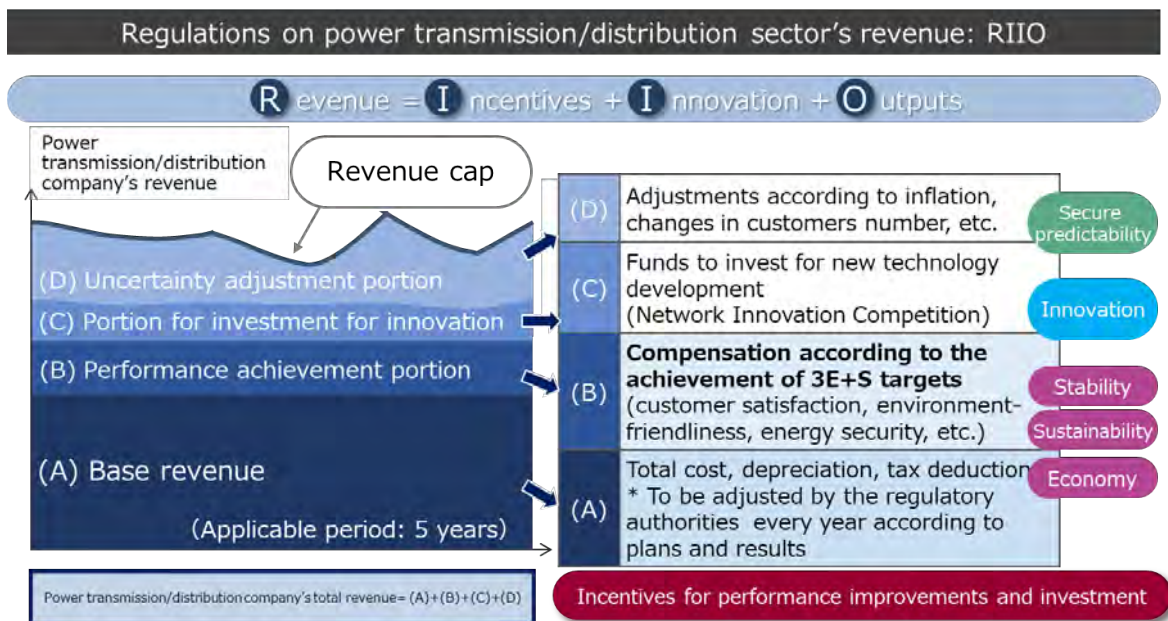 Regulations on power transmission/distribution sector's revenue: RIIO
Revenue = Incentives + Innovation + Outputs
Power
transmission/distribution
company's revenue
Revenue cap
(D) Uncertainty adjustment portion
(C) Portion for investment for innovation
(B) Performance achievement portion
(A) Base revenue
(Applicable period: 5 years)
Power transmission/distribution company's total revenue= (A)+(B)+(C)+(D)
(D)
Adjustments according to inflation,
changes in customers number, etc.
Secure
predictability
(C)
Funds to invest for new technology
development
(Network Innovation Competition)
Innovation
(B)
Compensation according to the
achievement of 3E+S targets
(customer satisfaction, environment-
friendliness, energy security, etc.)
Stability
Sustainability
(A)
Total cost, depreciation, tax deduction
* To be adjusted by the regulatory
authorities every year according to
plans and results
Economy
Incentives for performance improvements and investment